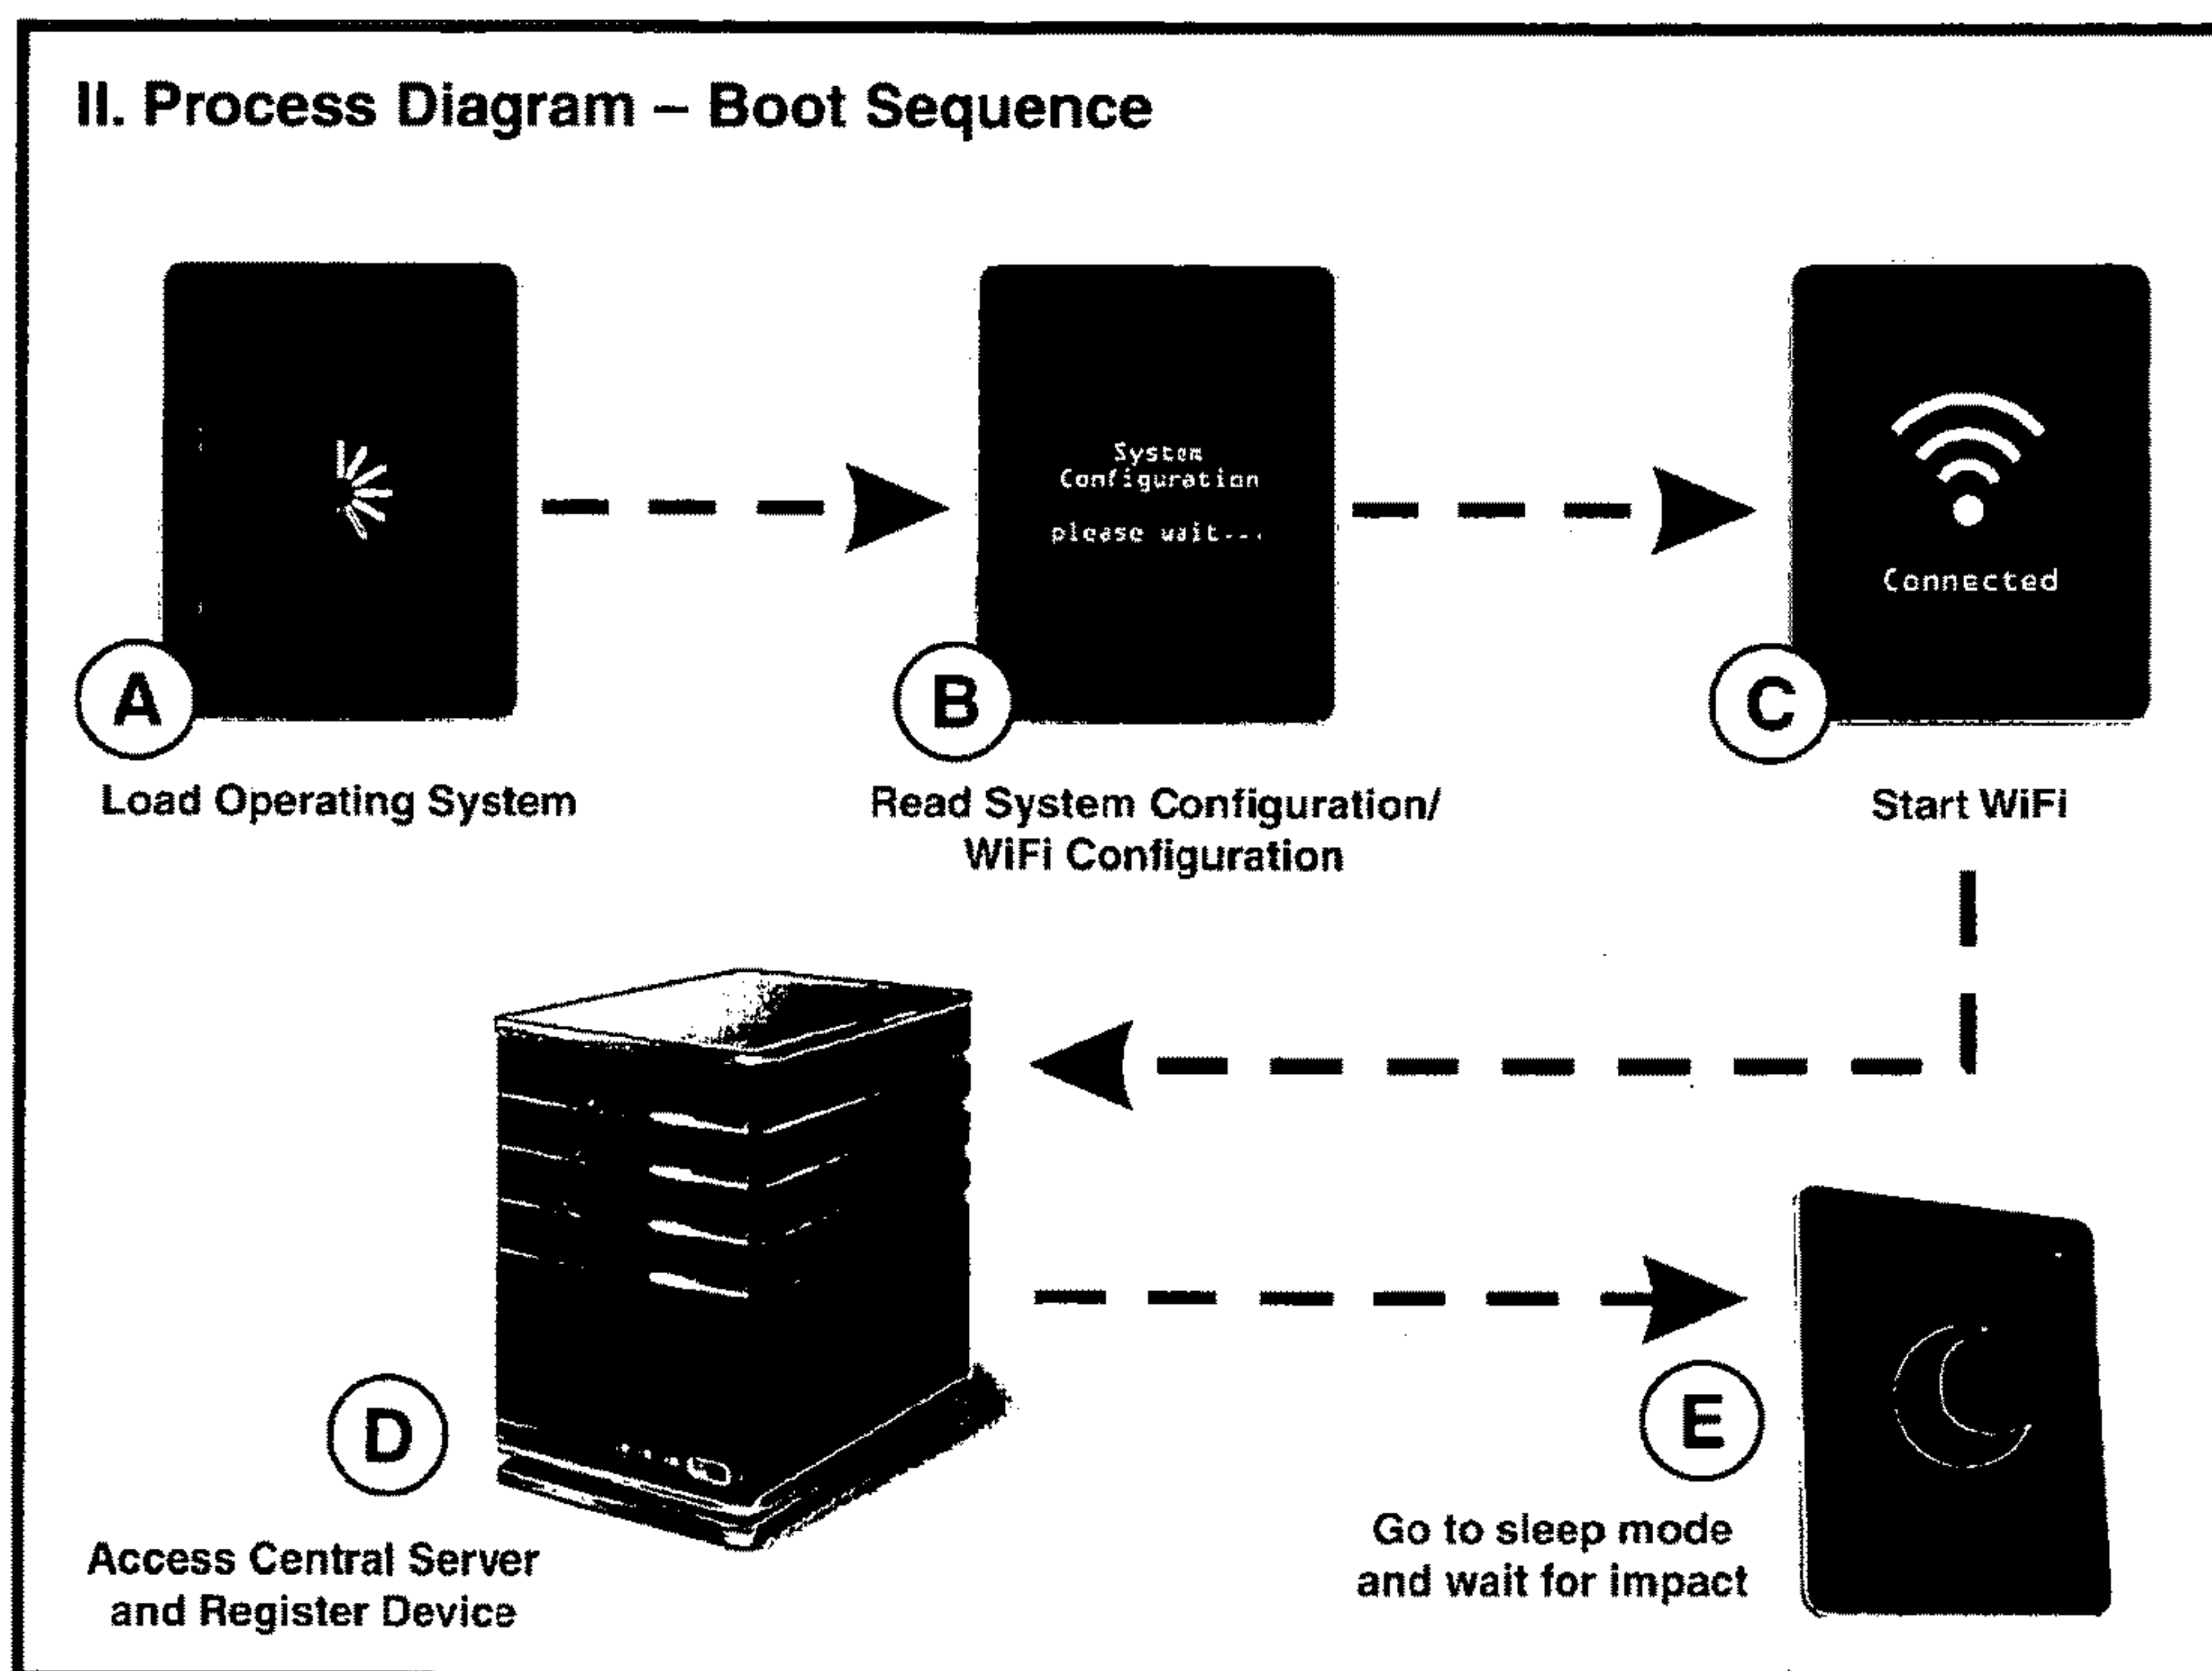 II. Process Diagram – Boot Sequence
System
Configuration
please wait...
Connected
A
B
C
Load Operating System
Read System Configuration/
WiFi Configuration
Start WiFi
D
E
Access Central Server
and Register Device
Go to sleep mode
and wait for impact